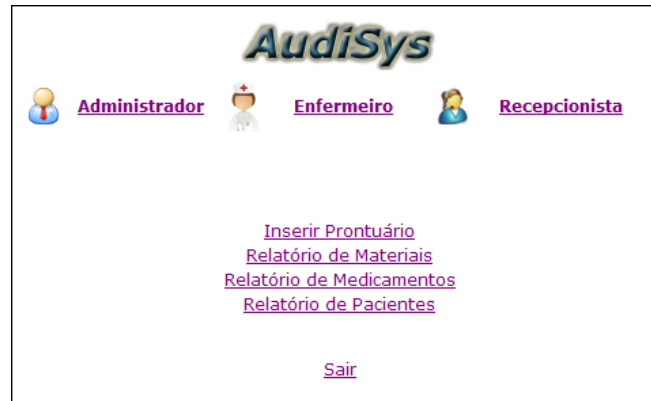 AudiSys
Administrador Enfermeiro Recepcionista
Inserir Prontuário
Relatório de Materiais
Relatório de Medicamentos
Relatório de Pacientes
Sair